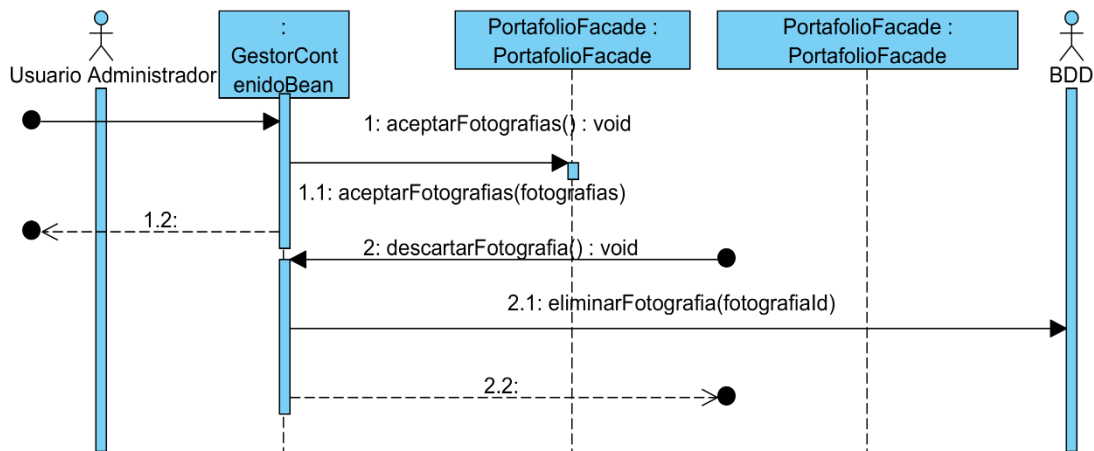 Usuario Administrador
:
GestorCont
enidoBean
PortafolioFacade :
PortafolioFacade
PortafolioFacade :
PortafolioFacade
BDD
1: aceptarFotografias() : void
1.1: aceptarFotografias(fotografias)
1.2:
2: descartarFotografia() : void
2.1: eliminarFotografia(fotografiaId)
2.2: